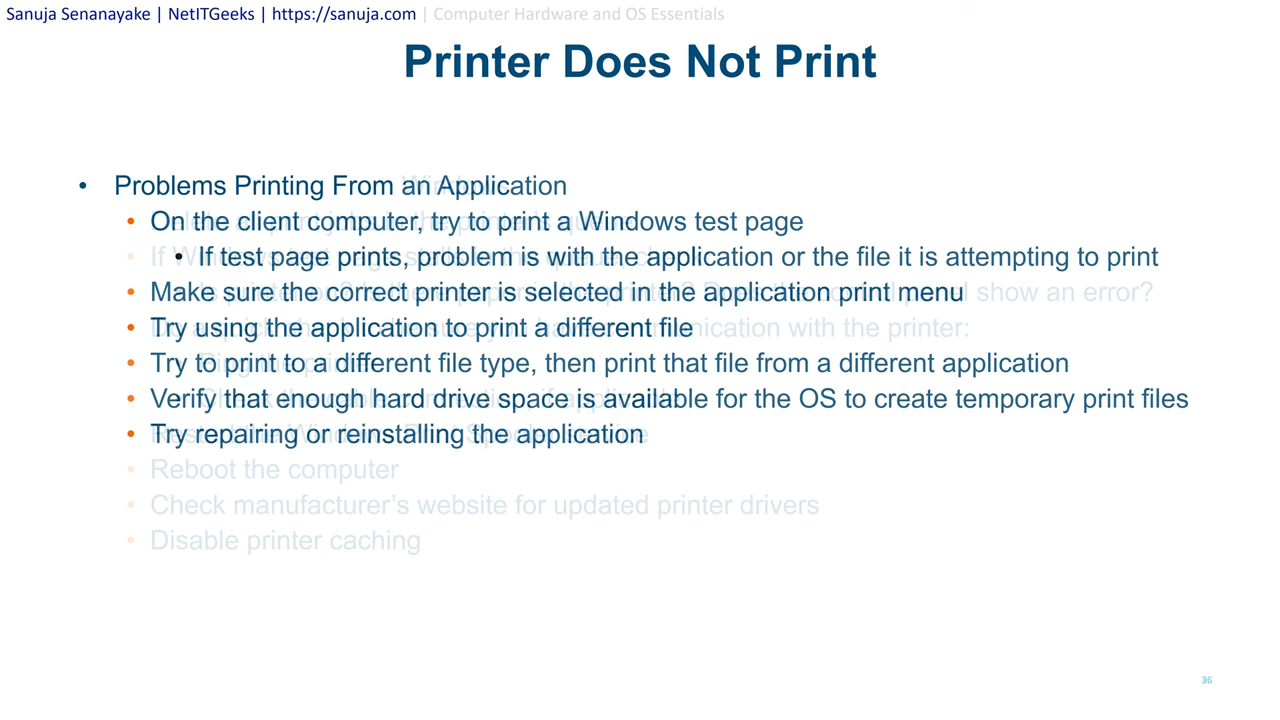 Sanuja Senanayake | NetITGeeks | https://sanuja.com | Computer Hardware and OS Essentials
Printer Does Not Print
• Problems Printing From an Application
• On the client computer, try to print a Windows test page
• If test page prints, problem is with the application or the file it is attempting to print
• Make sure the correct printer is selected in the application print menu
show an error?
• Try using the application to print a different file
with the printer:
• Try to print to a different file type, then print that file from a different application
• Verify that enough hard drive space is available for the OS to create temporary print files
• Try repairing or reinstalling the application
• Reboot the computer
• Check manufacturer’s website for updated printer drivers
• Disable printer caching
36